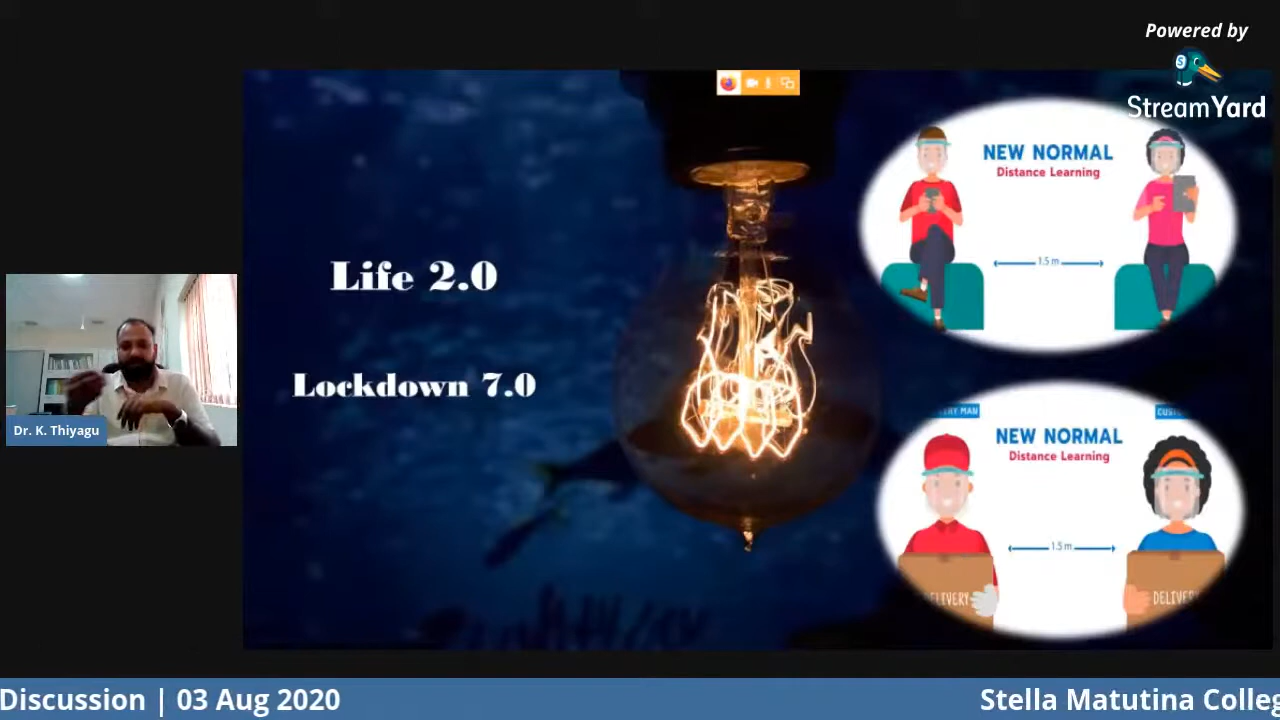 Powered by
StreamYard
NEW NORMAL
Distance Learning
1.5 m
Life 2.0
Lockdown 7.0
Dr. K. Thiyagu
NEW NORMAL
Distance Learning
1.5 m
DELIVERY
Discussion | 03 Aug 2020
Stella Matutina Colleg